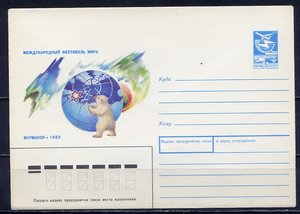 МЕЖДУНАРОДНЫЙ ФЕСТИВАЛЬ МИРА
МУРМАНСК • 1989
Куда
Кому
Индекс предприятия связи и адрес отправителя
Пишите индекс предприятия связи места назначения